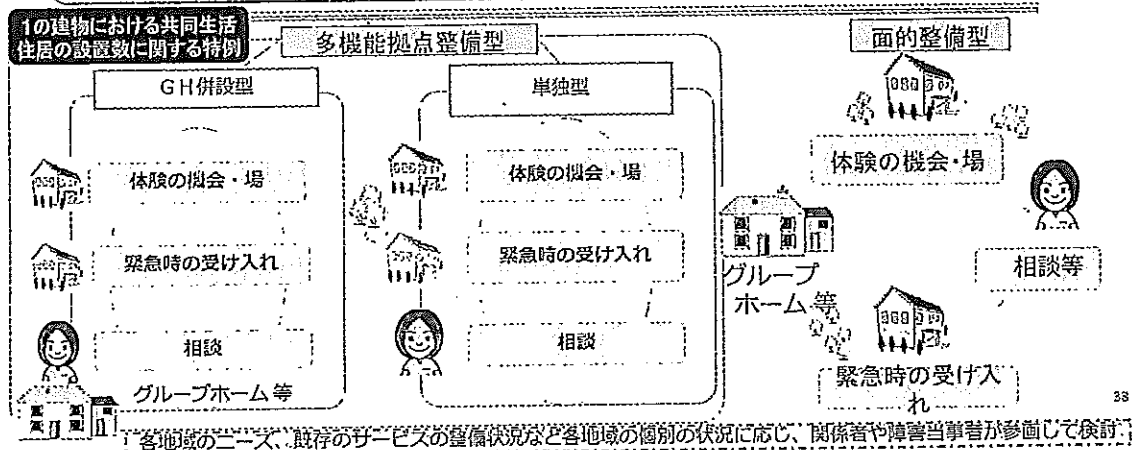 1の建物における共同生活
住居の設置数に関する特例
多機能拠点整備型
GH併設型
体験の機会・場
緊急時の受け入れ
相談
グループホーム等
単独型
体験の機会・場
緊急時の受け入れ
相談
グループ
ホーム等
面的整備型
体験の機会・場
相談等
緊急時の受け入
れ
38
各地域のニーズ、既存のサービスの整備状況など各地域の個別の状況に応じ、関係者や障害当事者が参画して検討